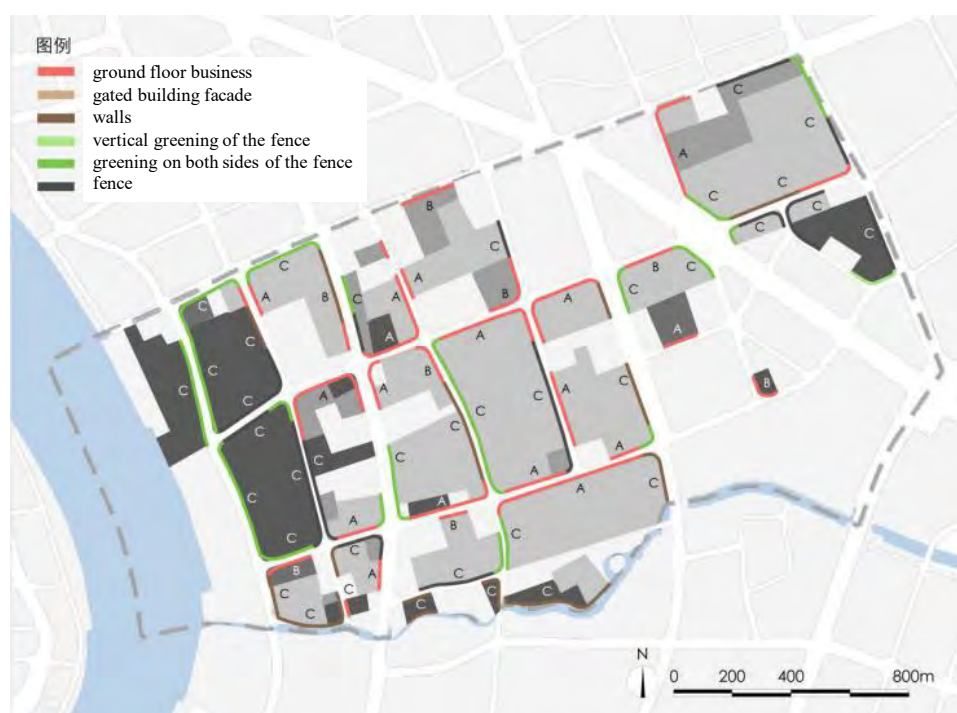 图例
ground floor business
gated building facade
walls
vertical greening of the fence
greening on both sides of the fence
fence
C
C
A
C
C
B
C
C
C
C
C
B
C
A
A
B
C
A
B
A
C
C
A
A
A
C
C
B
C
A
A
C
B
A
C
C
C
C
C
A
C
C
C
A
A
C
C
A
A
B
C
C
C
B
A
C
C
C
C
C
C
C
N
0 200 400 800m